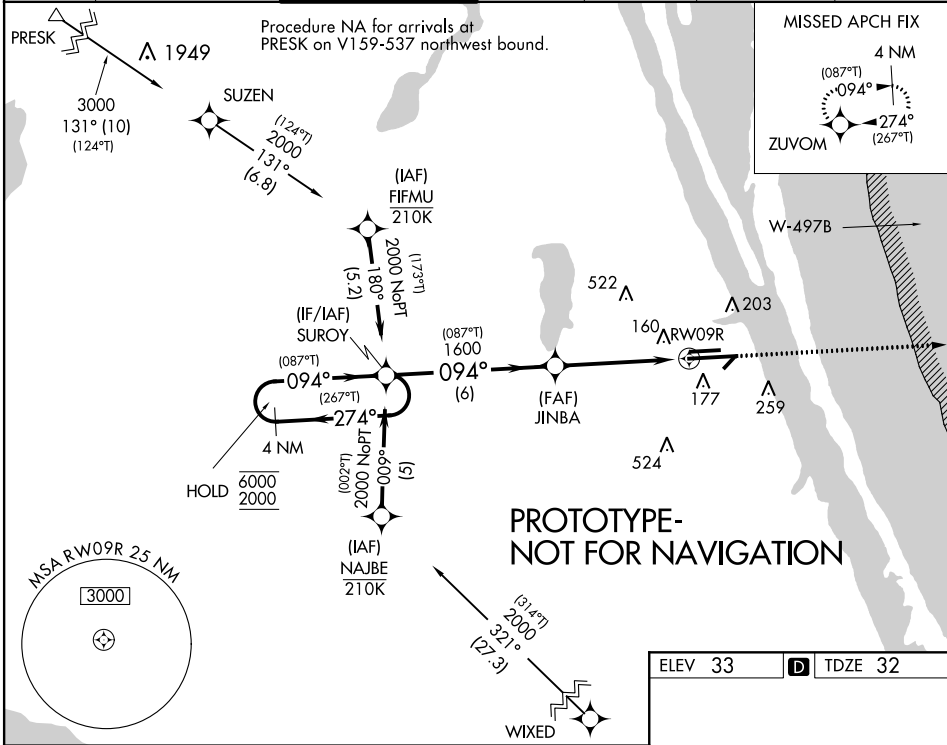 Procedure NA for arrivals at
PRESK on V159-537 northwest bound.
MISSED APCH FIX
4 NM
(087°T)
094°
274°
(267°T)
ZUVOM
PRESK
1949
3000
131° (10)
(124°T)
SUZEN
(124°T)
2000
131°
(6.8)
(IAF)
FIFMU
210K
(173°T)
2000 NoPT
180°
(5.2)
W-497B
522
203
160
RW09R
177
259
524
(IF/IAF)
SUROY
(087°T)
094°
(267°T)
274°
4 NM
(087°T)
1600
094°
(6)
(FAF)
JINBA
HOLD
6000
2000
(002°T)
2000 NoPT
009°
(5)
(IAF)
NAJBE
210K
PROTOTYPE-
NOT FOR NAVIGATION
MSA RW09R 25 NM
3000
(314°T)
2000
321°
(27.3)
WIXED
ELEV 33
D
TDZE 32